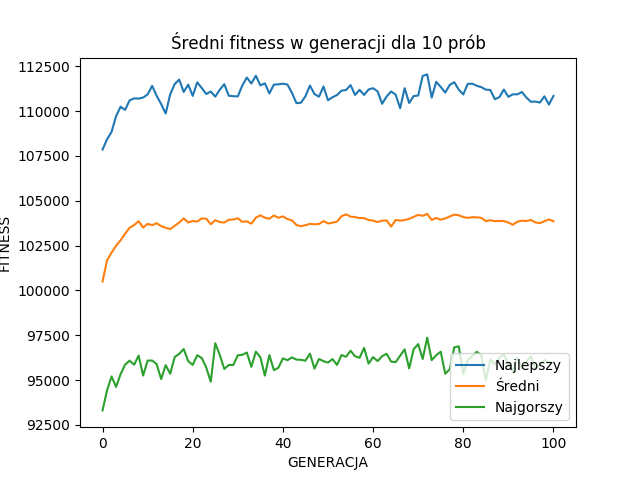 Średni fitness w generacji dla 10 prób
112500
110000
107500
105000
102500
100000
97500
95000
92500
FITNESS
0
20
40
60
80
100
GENERACJA
Najlepszy
Średni
Najgorszy